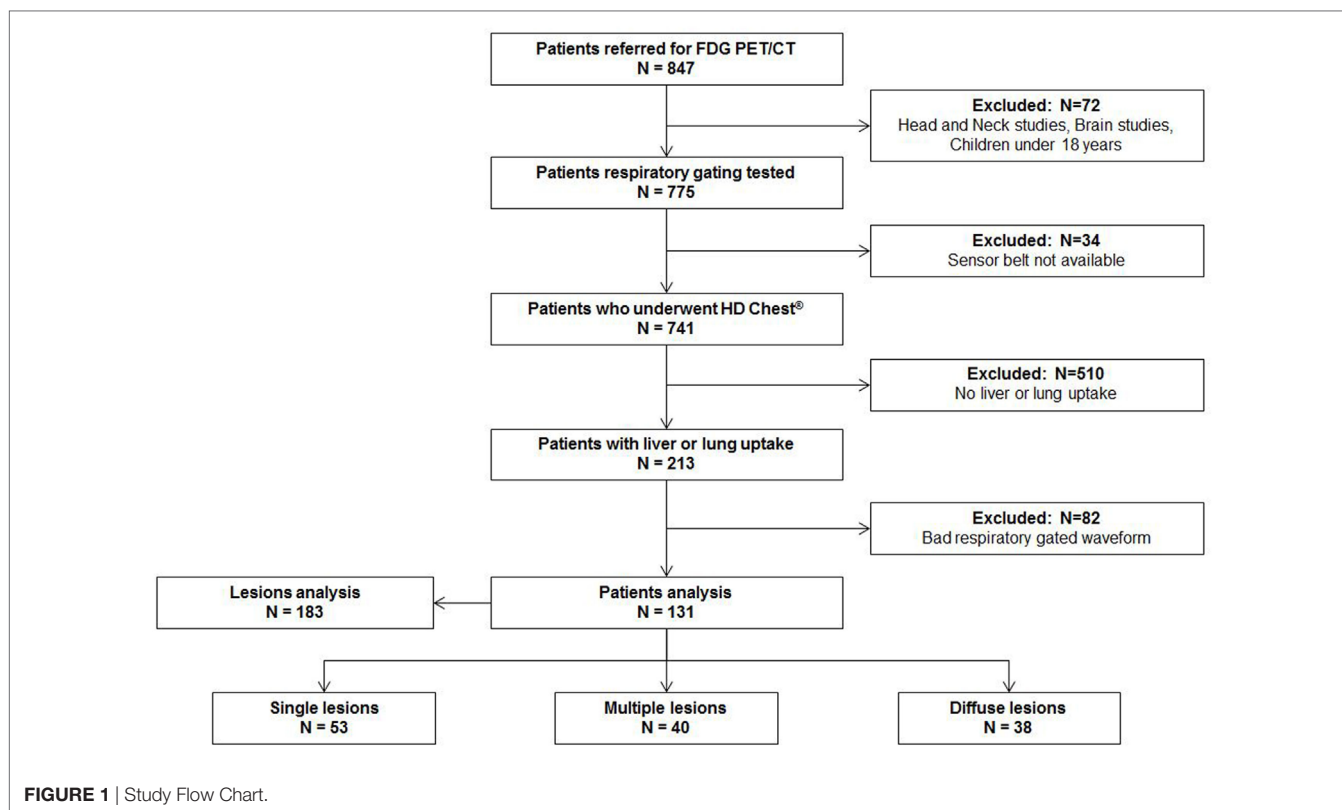 Patients referred for FDG PET/CT
N = 847
Excluded: N=72
Head and Neck studies, Brain studies,
Children under 18 years
Patients respiratory gating tested
N = 775
Excluded: N=34
Sensor belt not available
Patients who underwent HD Chest®
N = 741
Excluded: N=510
No liver or lung uptake
Patients with liver or lung uptake
N = 213
Excluded: N=82
Bad respiratory gated waveform
Lesions analysis
N = 183
Patients analysis
N = 131
Single lesions
N = 53
Multiple lesions
N = 40
Diffuse lesions
N = 38
FIGURE 1 | Study Flow Chart.